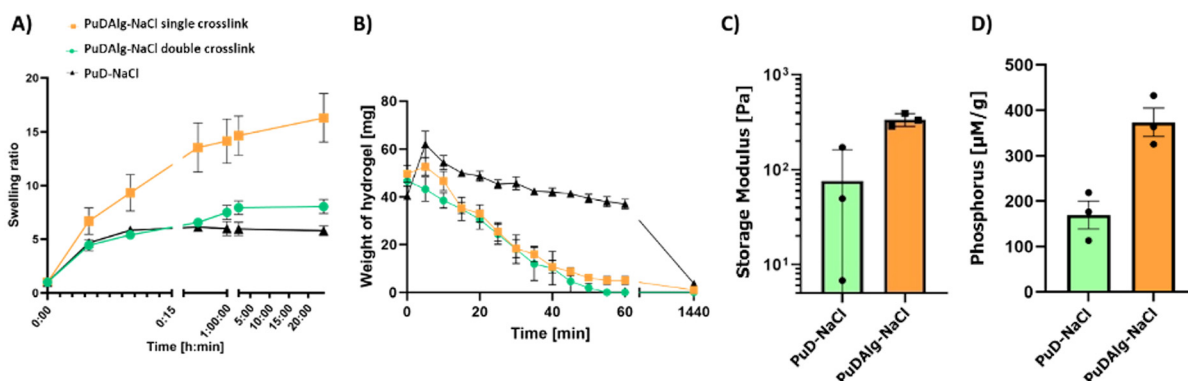 A)
PuDAlg-NaCl single crosslink
PuDAlg-NaCl double crosslink
PuD-NaCl
Swelling ratio
20
15
10
5
0
0:00
0:15
1:00:00
5:00
10:00
15:00
20:00
Time [h:min]
B)
Weight of hydrogel [mg]
80
60
40
20
0
0
20
40
60
1440
Time [min]
C)
Storage Modulus [Pa]
10³
10²
10¹
PuD-NaCl
PuDAlg-NaCl
D)
Phosphorus [µM/g]
500
400
300
200
100
0
PuD-NaCl
PuDAlg-NaCl